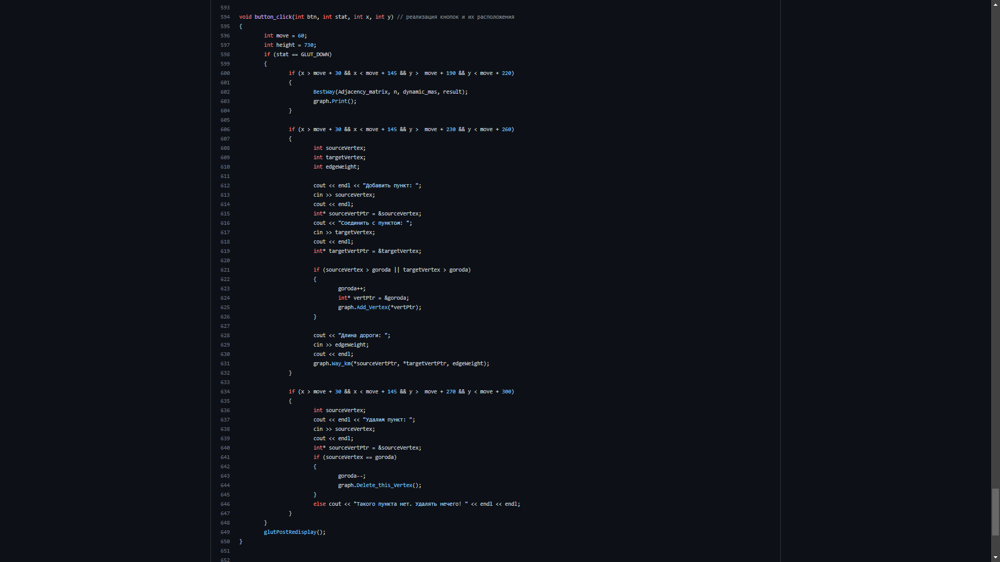 593
594 void button_click(int btn, int stat, int x, int y) // реализация кнопок и их расположения
595 {
596 int move = 60;
597 int height = 730;
598 if (stat == GLUT_DOWN)
599 {
600 if (x > move + 30 && x < move + 145 && y >  move + 190 && y < move + 220)
601 {
602 BestWay(Adjacency_matrix, n, dynamic_mas, result);
603 graph.Print();
604 }
605
606 if (x > move + 30 && x < move + 145 && y >  move + 230 && y < move + 260)
607 {
608 int sourceVertex;
609 int targetVertex;
610 int edgeWeight;
611
612 cout << endl << "Добавить пункт: ";
613 cin >> sourceVertex;
614 cout << endl;
615 int* sourceVertPtr = &sourceVertex;
616 cout << "Соединить с пунктом: ";
617 cin >> targetVertex;
618 cout << endl;
619 int* targetVertPtr = &targetVertex;
620
621 if (sourceVertex > goroda || targetVertex > goroda)
622 {
623 goroda++;
624 int* vertPtr = &goroda;
625 graph.Add_Vertex(*vertPtr);
626 }
627
628 cout << "Длина дороги: ";
629 cin >> edgeWeight;
630 cout << endl;
631 graph.Way_km(*sourceVertPtr, *targetVertPtr, edgeWeight);
632 }
633
634 if (x > move + 30 && x < move + 145 && y >  move + 270 && y < move + 300)
635 {
636 int sourceVertex;
637 cout << endl << "Удалим пункт: ";
638 cin >> sourceVertex;
639 cout << endl;
640 int* sourceVertPtr = &sourceVertex;
641 if (sourceVertex == goroda)
642 {
643 goroda--;
644 graph.Delete_this_Vertex();
645 }
646 else cout << "Такого пункта нет. Удалять нечего! " << endl << endl;
647 }
648 }
649 glutPostRedisplay();
650 }
651
652